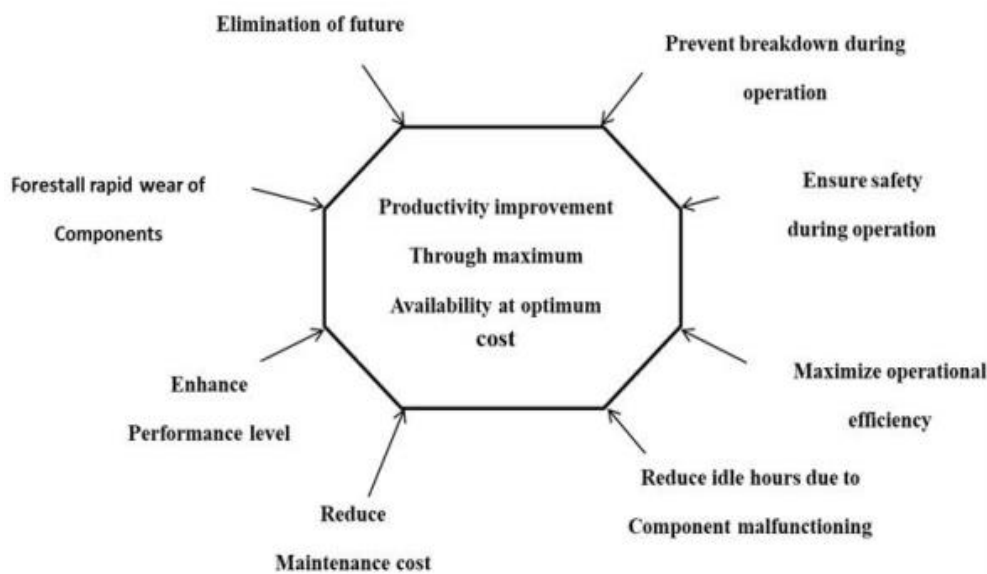 Elimination of future
Prevent breakdown during
operation
Forestall rapid wear of
Components
Ensure safety
during operation
Productivity improvement
Through maximum
Availability at optimum
cost
Enhance
Performance level
Maximize operational
efficiency
Reduce
Maintenance cost
Reduce idle hours due to
Component malfunctioning